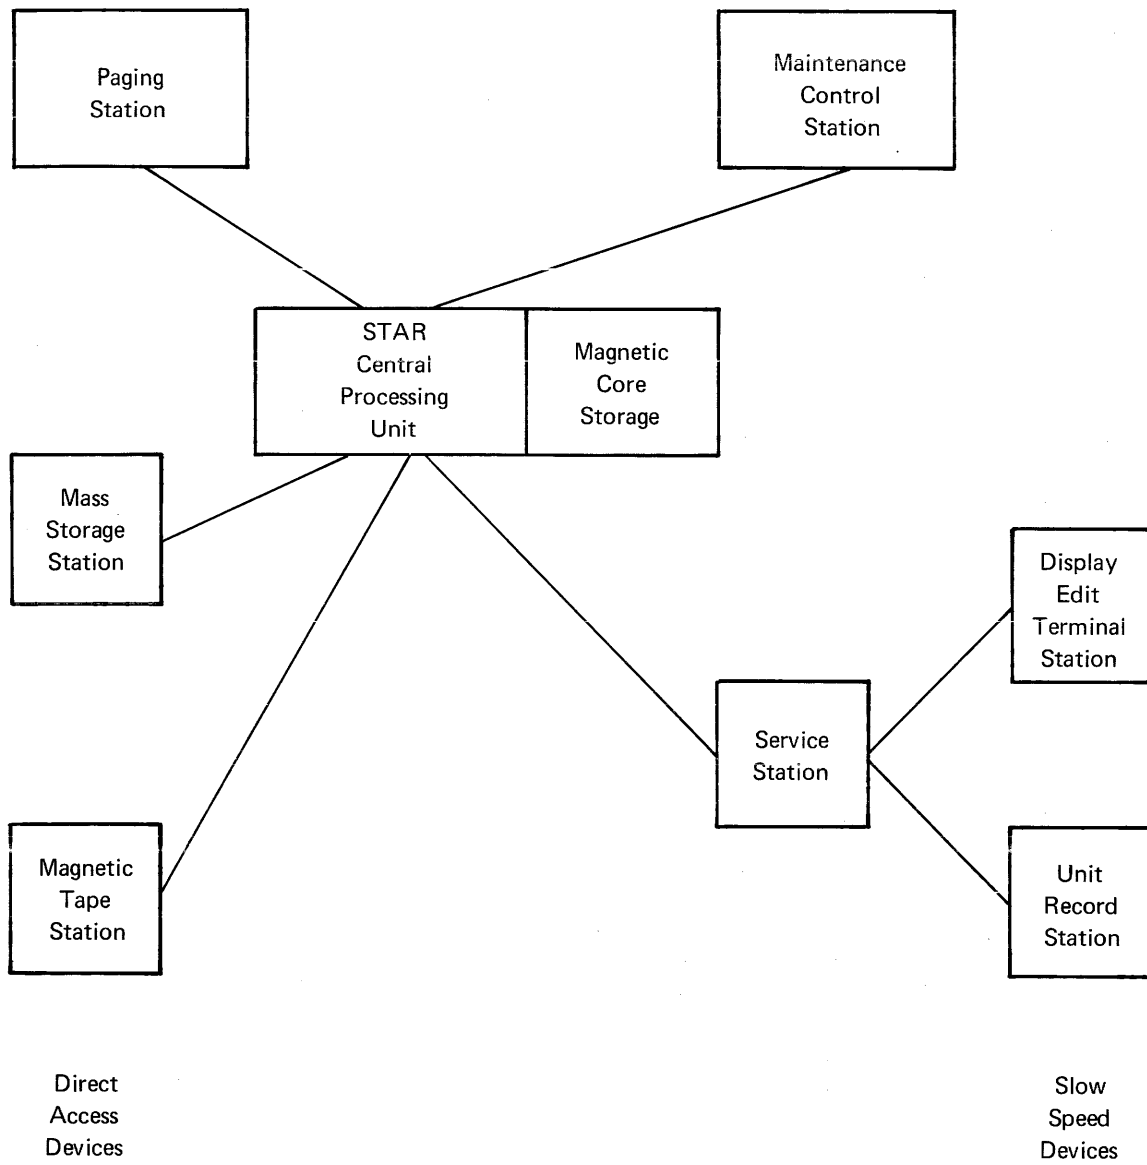 Paging
Station
Maintenance
Control
Station
STAR
Central
Processing
Unit
Magnetic
Core
Storage
Mass
Storage
Station
Display
Edit
Terminal
Station
Service
Station
Magnetic
Tape
Station
Unit
Record
Station
Direct
Access
Devices
Slow
Speed
Devices